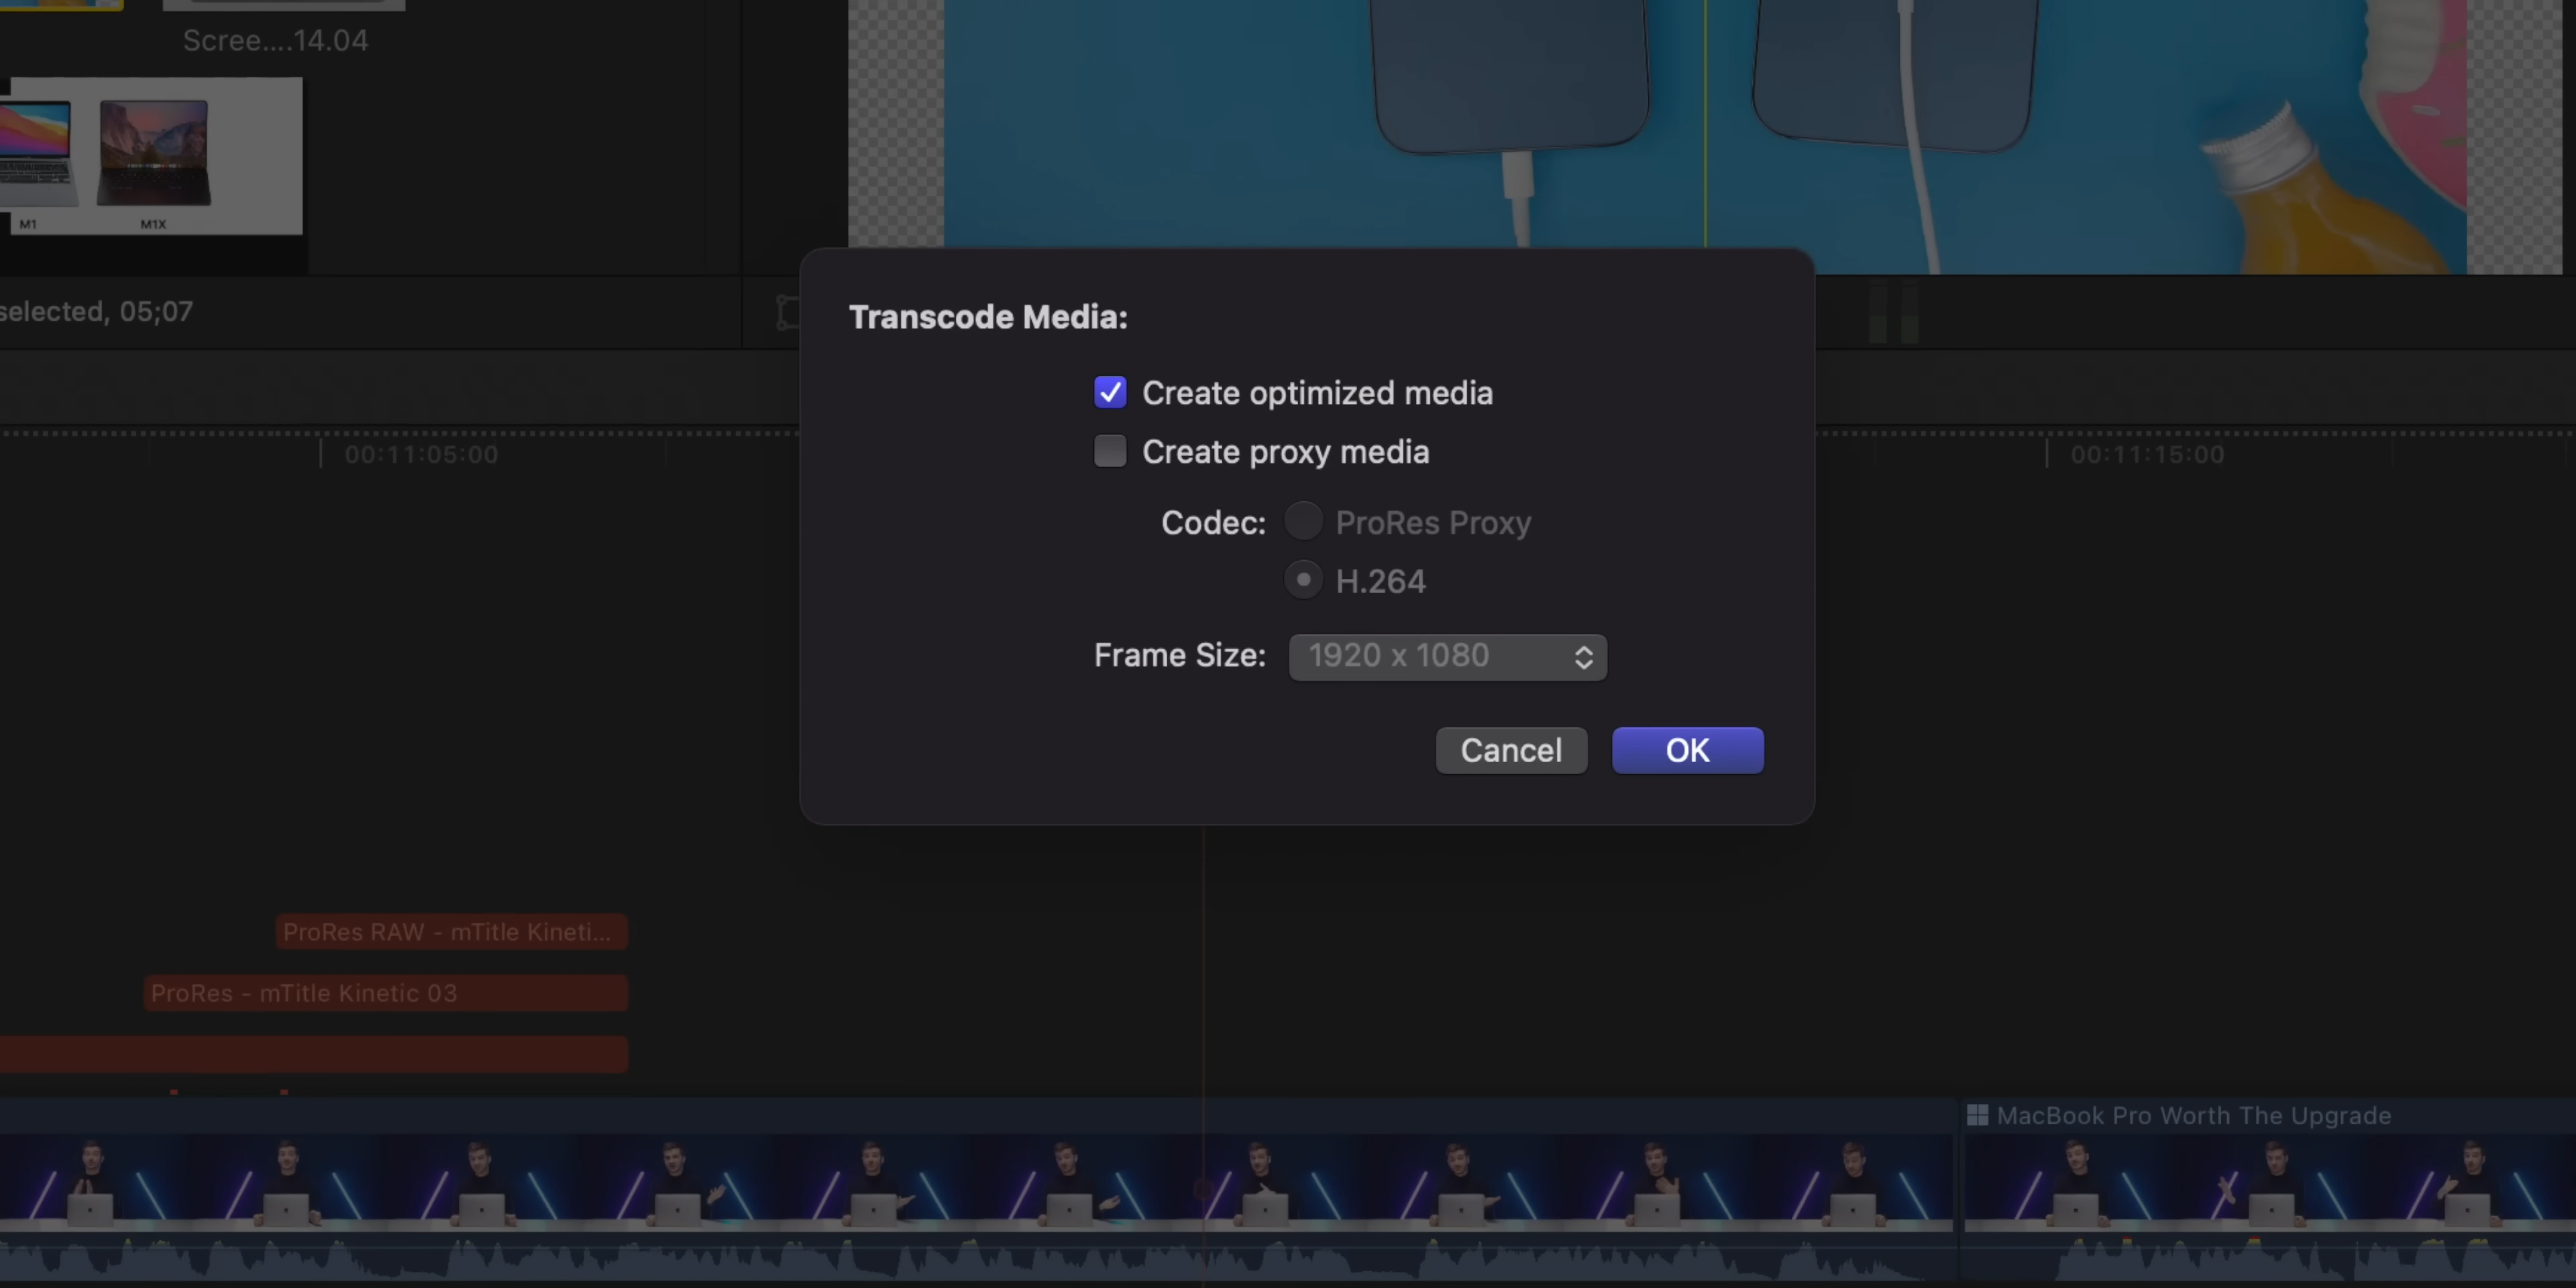 Scree....14.04
M1
M1X
selected, 05;07
Transcode Media:
Create optimized media
Create proxy media
Codec:
ProRes Proxy
H.264
Frame Size:
1920 x 1080
Cancel
OK
00:11:05:00
00:11:15:00
ProRes RAW - mTitle Kineti...
ProRes - mTitle Kinetic 03
MacBook Pro Worth The Upgrade